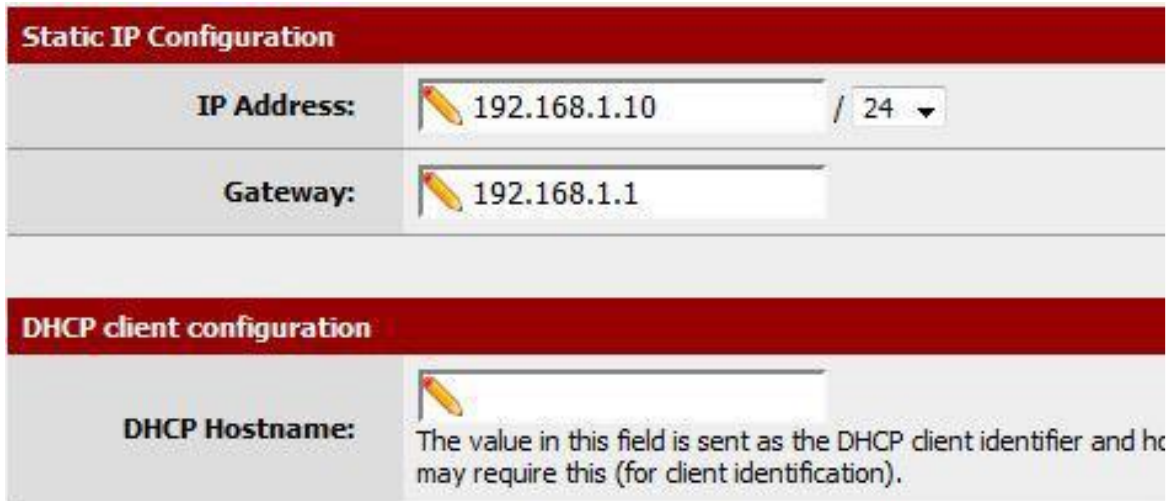 Static IP Configuration
IP Address: 192.168.1.10 / 24
Gateway: 192.168.1.1
DHCP client configuration
DHCP Hostname:
The value in this field is sent as the DHCP client identifier and
may require this (for client identification).